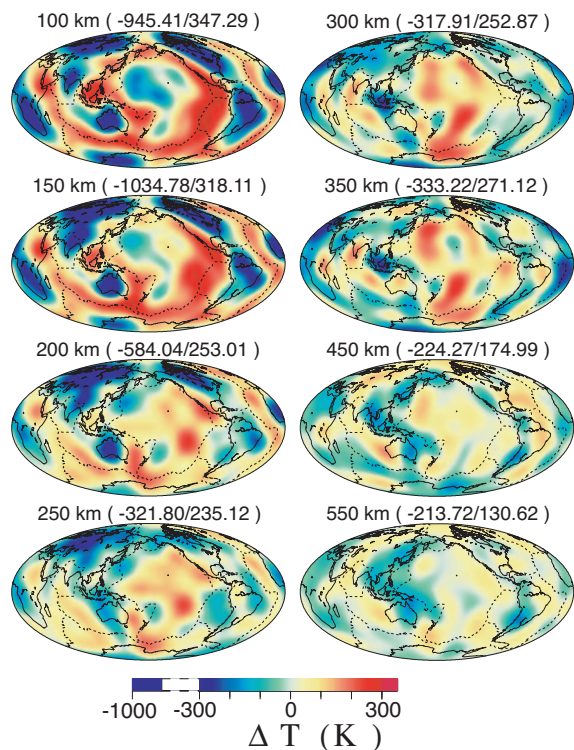 100 km ( -945.41/347.29 )
300 km ( -317.91/252.87 )
150 km ( -1034.78/318.11 )
350 km ( -333.22/271.12 )
200 km ( -584.04/253.01 )
450 km ( -224.27/174.99 )
250 km ( -321.80/235.12 )
550 km ( -213.72/130.62 )
-1000 -300 0 300
Δ T (K)